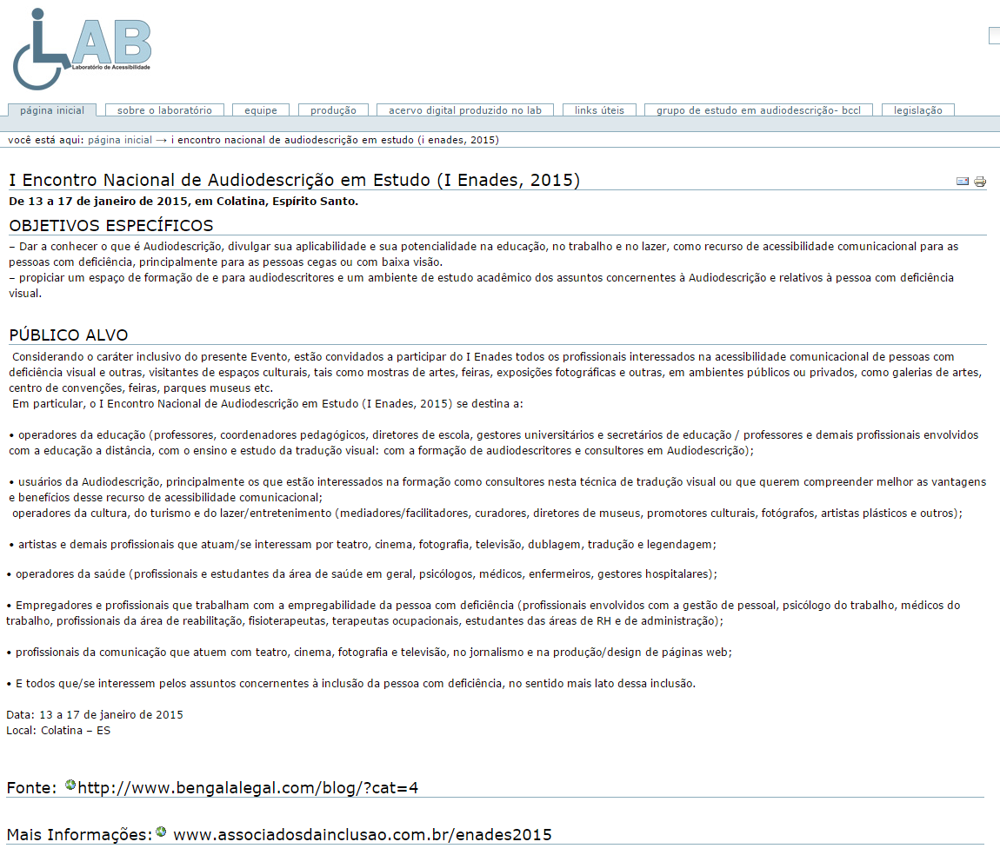 LAB
Laboratório de Acessibilidade
página inicial sobre o laboratório equipe produção acervo digital produzido no lab links úteis grupo de estudo em audiodescrição- bccl legislação
você está aqui: página inicial → i encontro nacional de audiodescrição em estudo (i enades, 2015)
I Encontro Nacional de Audiodescrição em Estudo (I Enades, 2015)
De 13 a 17 de janeiro de 2015, em Colatina, Espírito Santo.
OBJETIVOS ESPECÍFICOS
– Dar a conhecer o que é Audiodescrição, divulgar sua aplicabilidade e sua potencialidade na educação, no trabalho e no lazer, como recurso de acessibilidade comunicacional para as
pessoas com deficiência, principalmente para as pessoas cegas ou com baixa visão.
– propiciar um espaço de formação de e para audiodescritores e um ambiente de estudo acadêmico dos assuntos concernentes à Audiodescrição e relativos à pessoa com deficiência
visual.
PÚBLICO ALVO
Considerando o caráter inclusivo do presente Evento, estão convidados a participar do I Enades todos os profissionais interessados na acessibilidade comunicacional de pessoas com
deficiência visual e outras, visitantes de espaços culturais, tais como mostras de artes, feiras, exposições fotográficas e outras, em ambientes públicos ou privados, como galerias de artes,
centro de convenções, feiras, parques museus etc.
Em particular, o I Encontro Nacional de Audiodescrição em Estudo (I Enades, 2015) se destina a:
• operadores da educação (professores, coordenadores pedagógicos, diretores de escola, gestores universitários e secretários de educação / professores e demais profissionais envolvidos
com a educação a distância, com o ensino e estudo da tradução visual: com a formação de audiodescritores e consultores em Audiodescrição);
• usuários da Audiodescrição, principalmente os que estão interessados na formação como consultores nesta técnica de tradução visual ou que querem compreender melhor as vantagens
e benefícios desse recurso de acessibilidade comunicacional;
operadores da cultura, do turismo e do lazer/entretenimento (mediadores/facilitadores, curadores, diretores de museus, promotores culturais, fotógrafos, artistas plásticos e outros);
• artistas e demais profissionais que atuam/se interessam por teatro, cinema, fotografia, televisão, dublagem, tradução e legendagem;
• operadores da saúde (profissionais e estudantes da área de saúde em geral, psicólogos, médicos, enfermeiros, gestores hospitalares);
• Empregadores e profissionais que trabalham com a empregabilidade da pessoa com deficiência (profissionais envolvidos com a gestão de pessoal, psicólogo do trabalho, médicos do
trabalho, profissionais da área de reabilitação, fisioterapeutas, terapeutas ocupacionais, estudantes das áreas de RH e de administração);
• profissionais da comunicação que atuem com teatro, cinema, fotografia e televisão, no jornalismo e na produção/design de páginas web;
• E todos que/se interessem pelos assuntos concernentes à inclusão da pessoa com deficiência, no sentido mais lato dessa inclusão.
Data: 13 a 17 de janeiro de 2015
Local: Colatina – ES
Fonte: http://www.bengalalegal.com/blog/?cat=4
Mais Informações: www.associadosdainclusao.com.br/enades2015